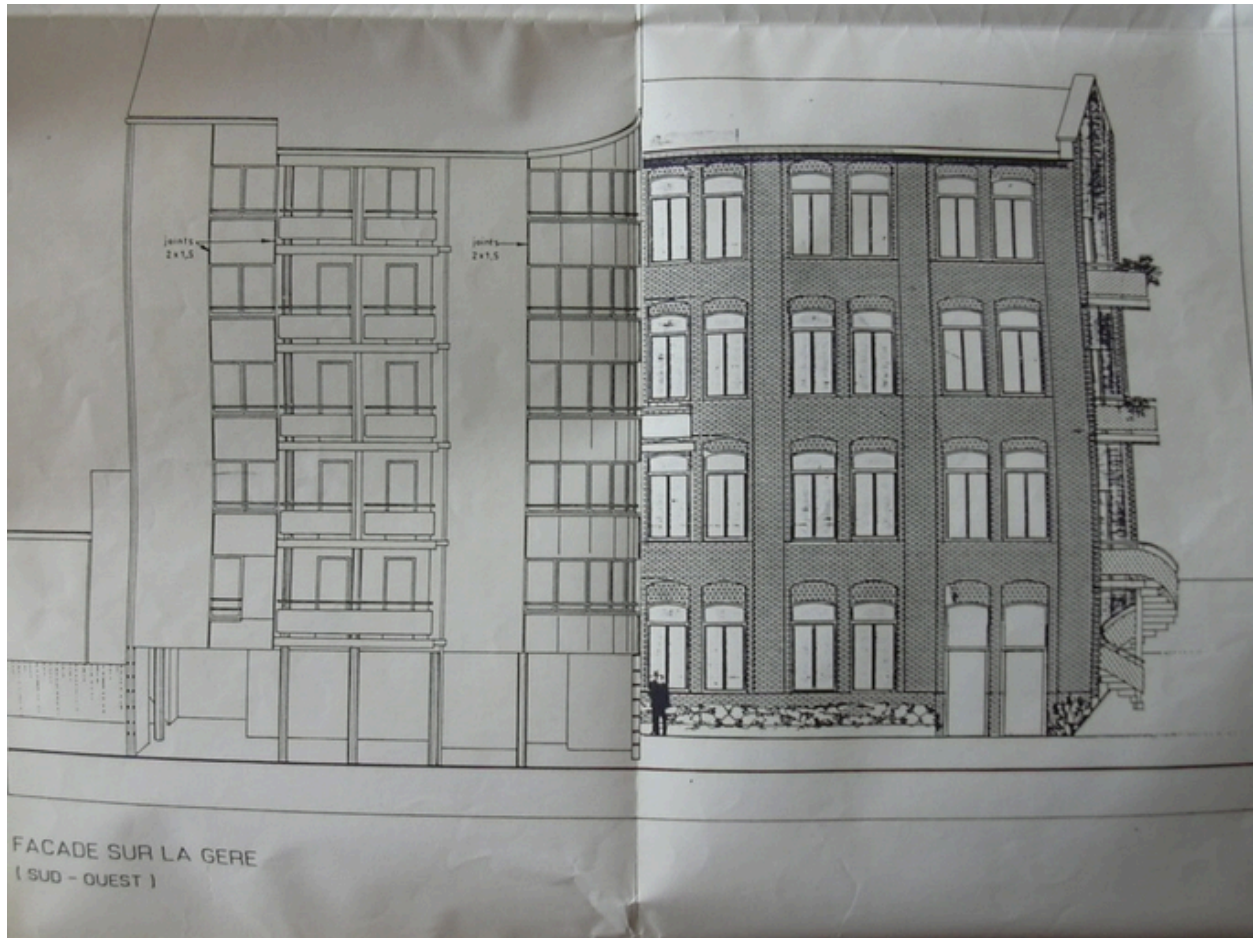 joints
2x1,5
joints
2x1,5
FACADE SUR LA GERE
( SUD - OUEST )